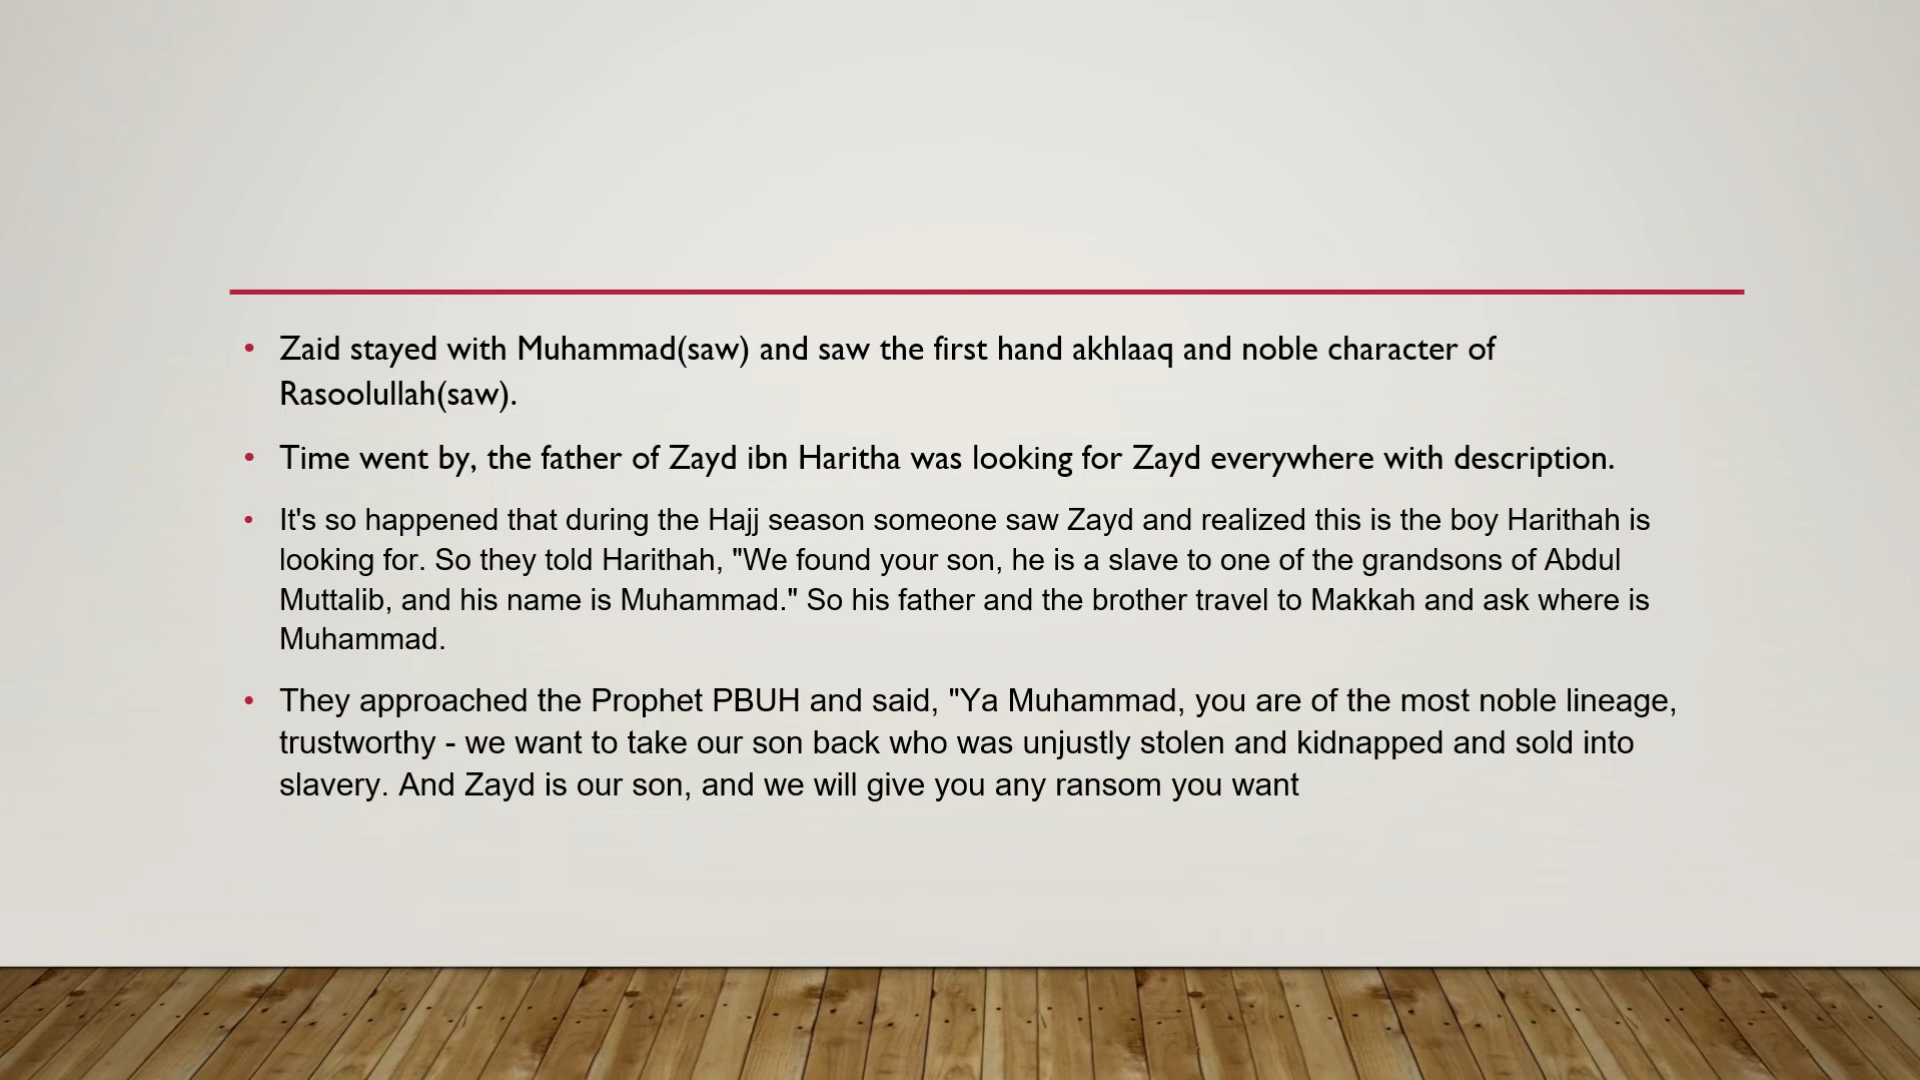 • Zaid stayed with Muhammad(saw) and saw the first hand akhlaaq and noble character of
Rasoolullah(saw).
• Time went by, the father of Zayd ibn Haritha was looking for Zayd everywhere with description.
• It's so happened that during the Hajj season someone saw Zayd and realized this is the boy Harithah is
looking for. So they told Harithah, "We found your son, he is a slave to one of the grandsons of Abdul
Muttalib, and his name is Muhammad." So his father and the brother travel to Makkah and ask where is
Muhammad.
• They approached the Prophet PBUH and said, "Ya Muhammad, you are of the most noble lineage,
trustworthy - we want to take our son back who was unjustly stolen and kidnapped and sold into
slavery. And Zayd is our son, and we will give you any ransom you want